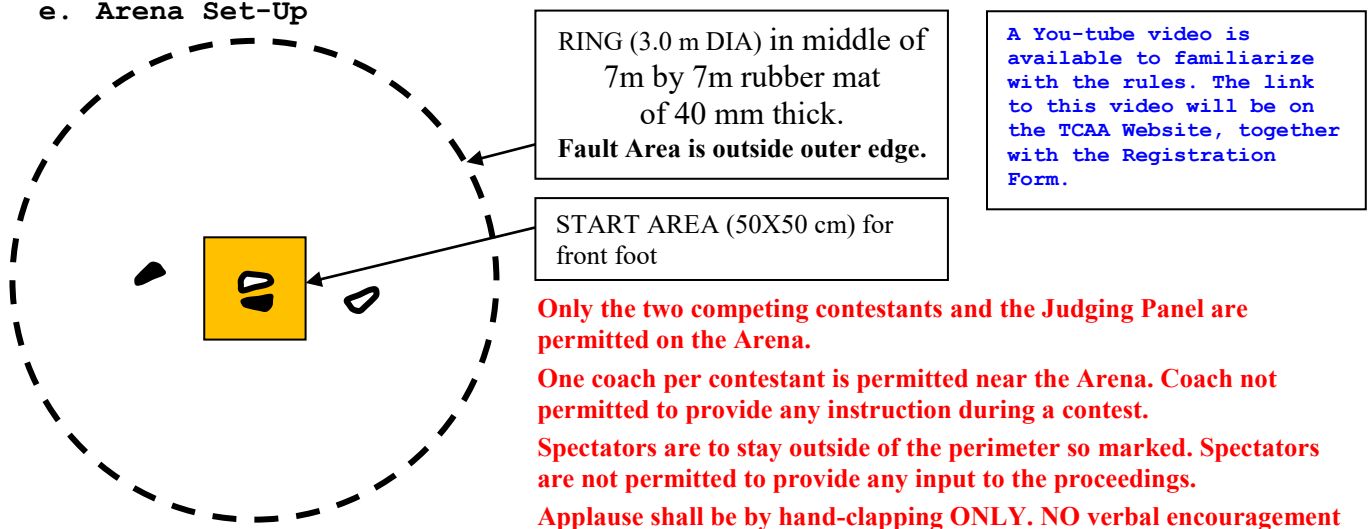 e. Arena Set-Up
RING (3.0 m DIA) in middle of
7m by 7m rubber mat
of 40 mm thick.
Fault Area is outside outer edge.
A You-tube video is
available to familiarize
with the rules. The link
to this video will be on
the TCAA Website, together
with the Registration
Form.
START AREA (50X50 cm) for
front foot
Only the two competing contestants and the Judging Panel are
permitted on the Arena.
One coach per contestant is permitted near the Arena. Coach not
permitted to provide any instruction during a contest.
Spectators are to stay outside of the perimeter so marked. Spectators
are not permitted to provide any input to the proceedings.
Applause shall be by hand-clapping ONLY. NO verbal encouragement